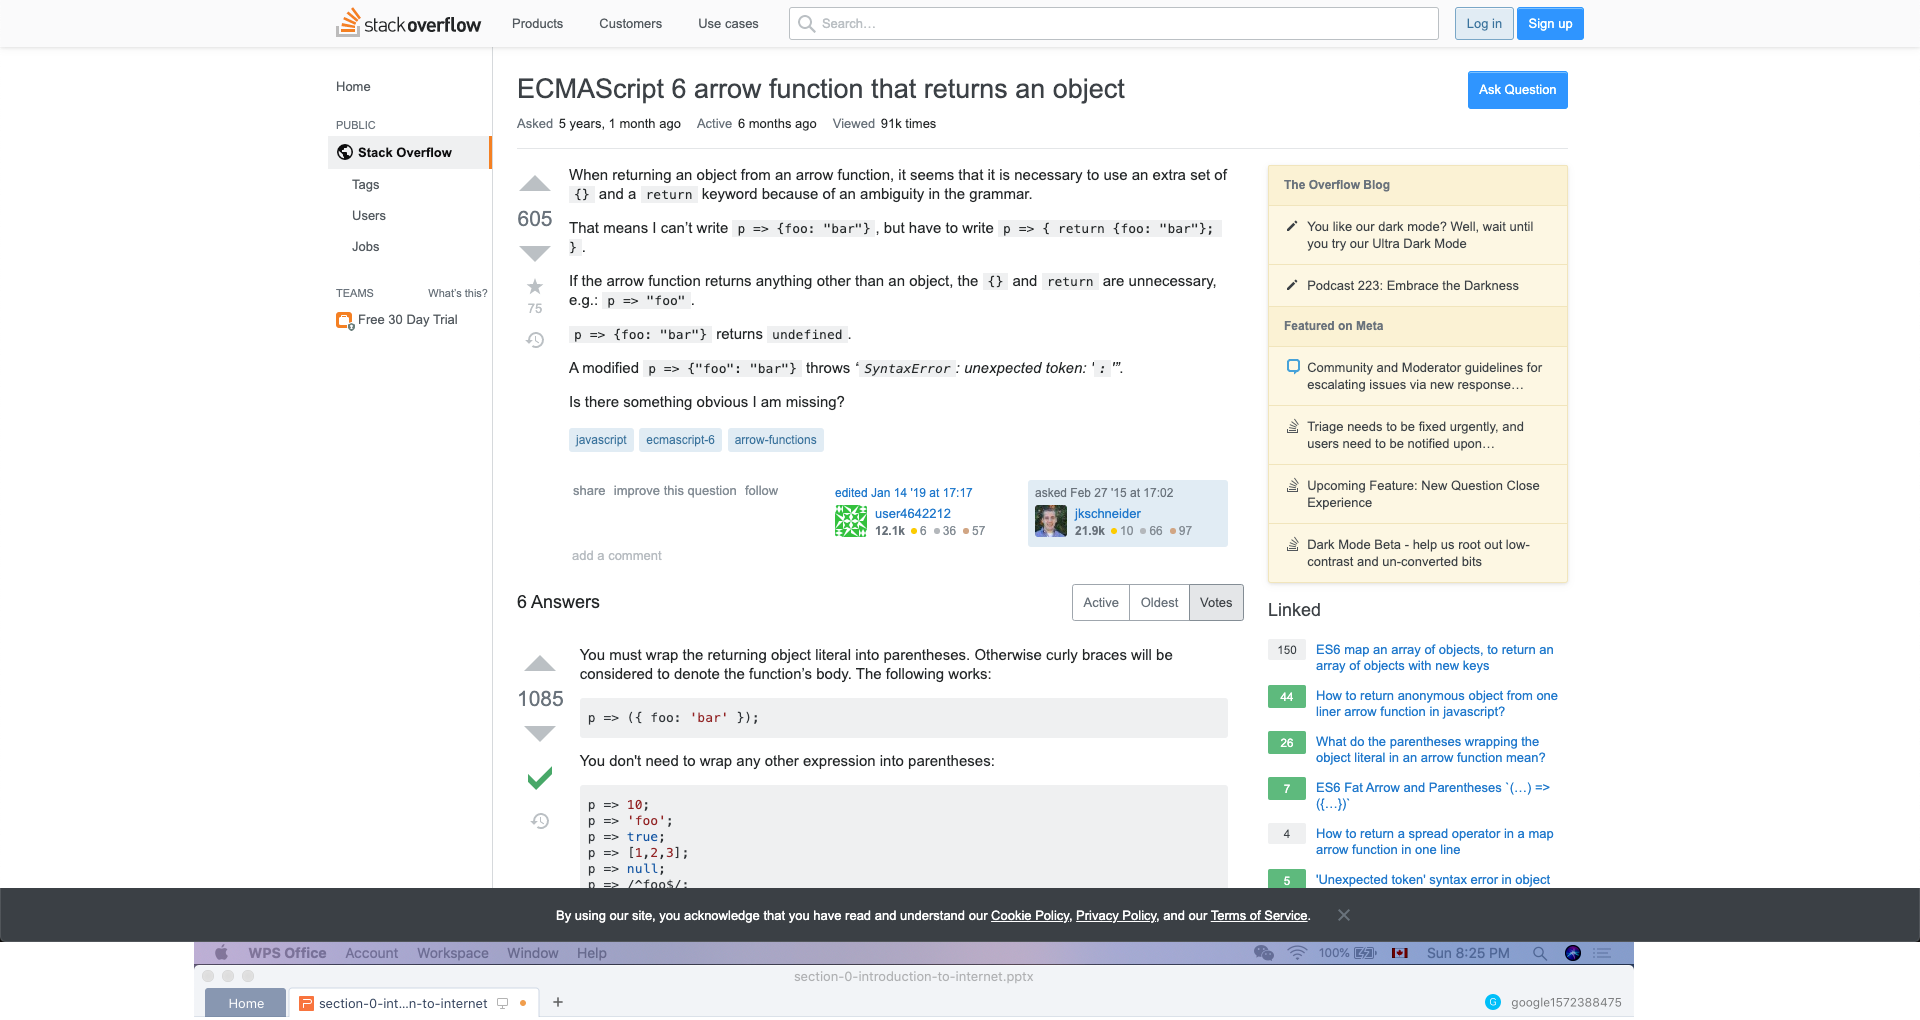 stackoverflow
Products
Customers
Use cases
Search…
Log in
Sign up
Home
PUBLIC
Stack Overflow
Tags
Users
Jobs
TEAMS
What's this?
Free 30 Day Trial
ECMAScript 6 arrow function that returns an object
Ask Question
Asked 5 years, 1 month ago Active 6 months ago Viewed 91k times
605
75
When returning an object from an arrow function, it seems that it is necessary to use an extra set of
{} and a return keyword because of an ambiguity in the grammar.
That means I can't write p => {foo: "bar"}, but have to write p => { return {foo: "bar"};
}.
If the arrow function returns anything other than an object, the {} and return are unnecessary,
e.g.: p => "foo".
p => {foo: "bar"} returns undefined.
A modified p => {"foo": "bar"} throws “SyntaxError: unexpected token: ':'”.
Is there something obvious I am missing?
javascript
ecmascript-6
arrow-functions
share improve this question follow
edited Jan 14 '19 at 17:17
user4642212
12.1k 6 36 57
asked Feb 27 '15 at 17:02
jkschneider
21.9k 10 66 97
add a comment
6 Answers
Active
Oldest
Votes
1085
You must wrap the returning object literal into parentheses. Otherwise curly braces will be
considered to denote the function's body. The following works:
p => ({ foo: 'bar' });
You don't need to wrap any other expression into parentheses:
p => 10;
p => 'foo';
p => true;
p => [1,2,3];
p => null;
p => /^foo$/;
The Overflow Blog
You like our dark mode? Well, wait until
you try our Ultra Dark Mode
Podcast 223: Embrace the Darkness
Featured on Meta
Community and Moderator guidelines for
escalating issues via new response…
Triage needs to be fixed urgently, and
users need to be notified upon…
Upcoming Feature: New Question Close
Experience
Dark Mode Beta - help us root out low-
contrast and un-converted bits
Linked
150 ES6 map an array of objects, to return an
array of objects with new keys
44 How to return anonymous object from one
liner arrow function in javascript?
26 What do the parentheses wrapping the
object literal in an arrow function mean?
7 ES6 Fat Arrow and Parentheses `(…) =>
({…})`
4 How to return a spread operator in a map
arrow function in one line
5 'Unexpected token' syntax error in object
By using our site, you acknowledge that you have read and understand our Cookie Policy, Privacy Policy, and our Terms of Service.
WPS Office Account Workspace Window Help
100%
Sun 8:25 PM
section-0-introduction-to-internet.pptx
Home
section-0-int...n-to-internet
+
G google1572388475